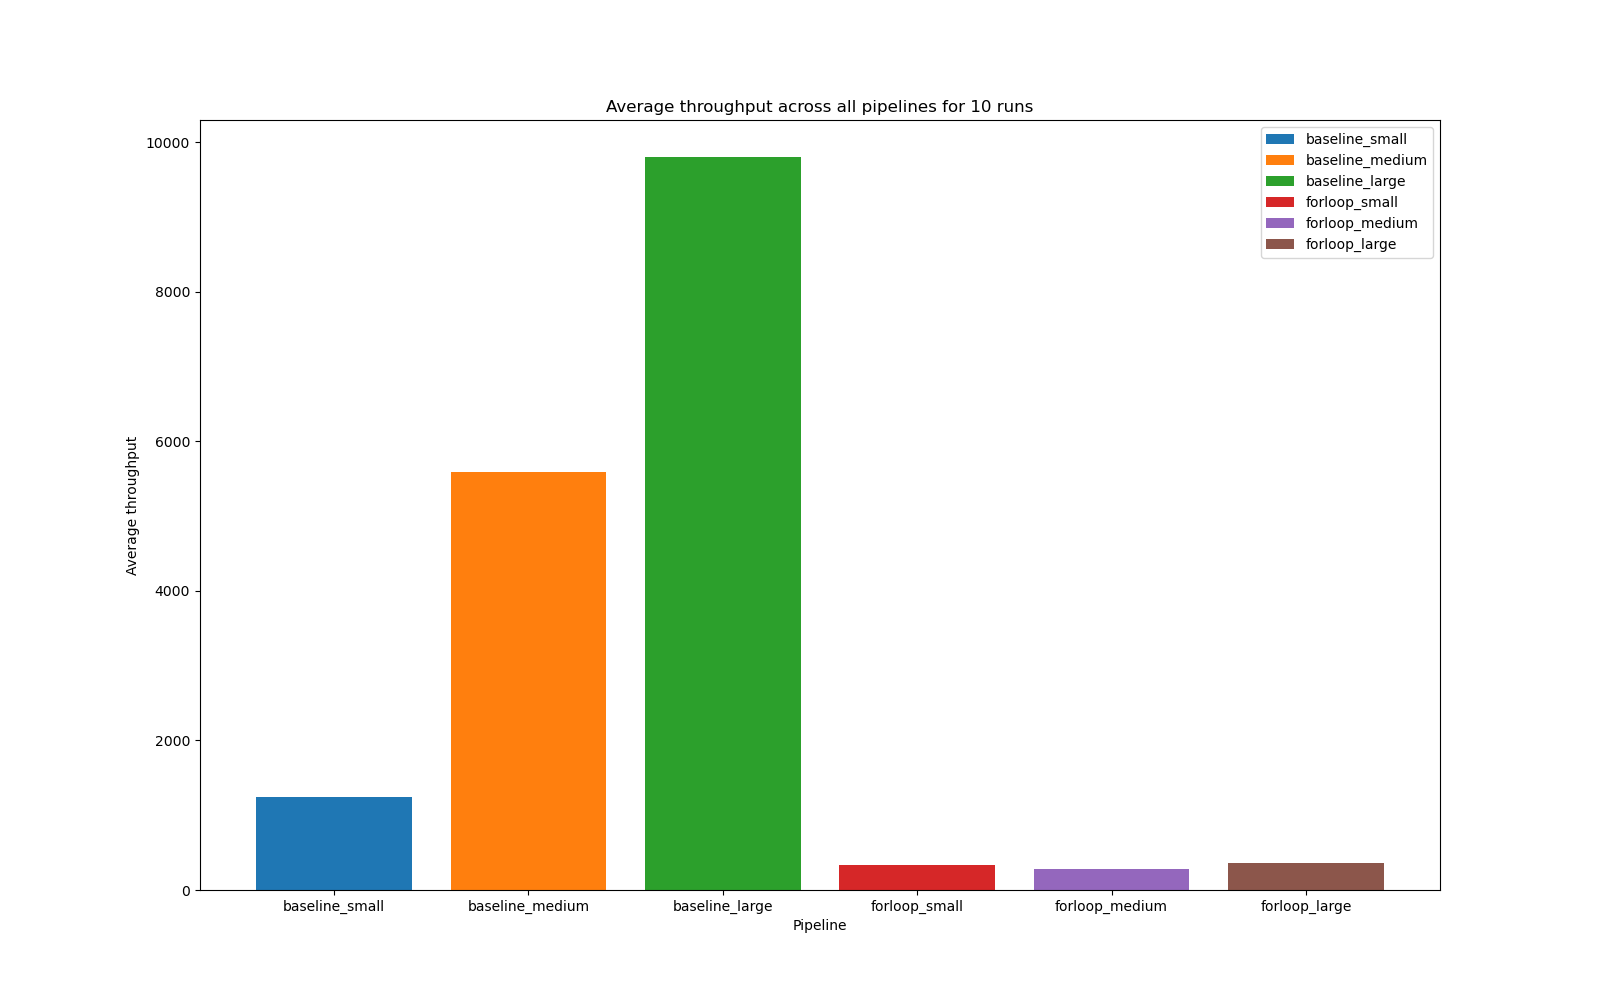 Average throughput across all pipelines for 10 runs
baseline_small
baseline_medium
baseline_large
forloop_small
forloop_medium
forloop_large
10000
8000
6000
4000
2000
0
Average throughput
baseline_small baseline_medium baseline_large forloop_small forloop_medium forloop_large
Pipeline